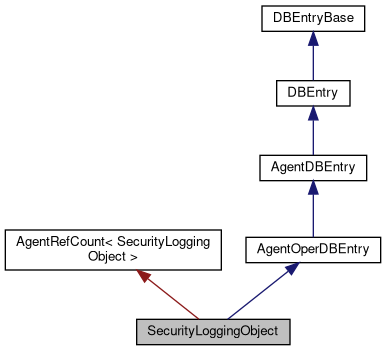 DBEntryBase
DBEntry
AgentDBEntry
AgentRefCount< SecurityLogging
Object >
AgentOperDBEntry
SecurityLoggingObject